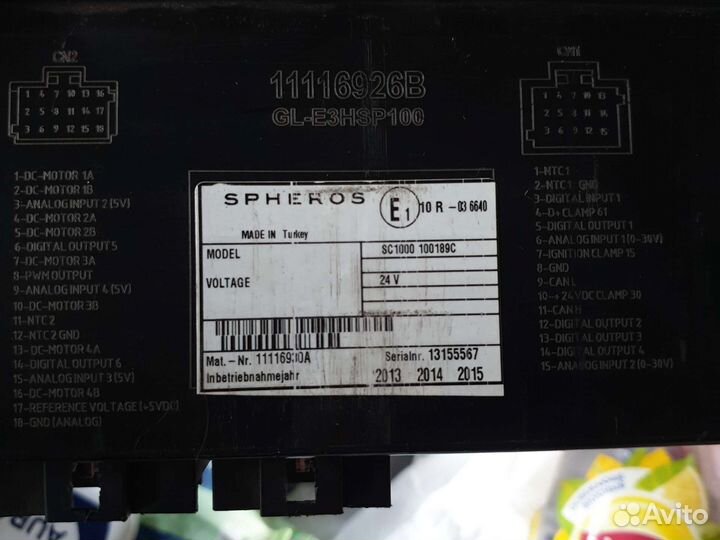 CN2
1 4 7 10 13 16
2 5 8 11 14 17
3 6 9 12 15 18
1-DC-MOTOR 1A
2-DC-MOTOR 1B
3-ANALOG INPUT 2 (5V)
4-DC-MOTOR 2A
5-DC-MOTOR 2B
6-DIGITAL OUTPUT 5
7-DC-MOTOR 3A
8-PWM OUTPUT
9-ANALOG INPUT 4 (5V)
10-DC-MOTOR 3B
11-NTC 2
12-NTC2 GND
13-DC-MOTOR 4A
14-DIGITAL OUTPUT 6
15-ANALOG INPUT 3 (5V)
16-DC-MOTOR 4B
17-REFERENCE VOLTAGE (+5VDC)
18-GND (ANALOG)
11116926B
GL-E3HSP100
SPHEROS
E1
10 R - 03 6640
MADE IN Turkey
MODEL
SC1000 100189C
VOLTAGE
24 V
Mat.-Nr. 11116930A
Serialnr. 13155567
Inbetriebnahmejahr
2013 2014 2015
CN1
1 4 7 10 13
2 5 8 11 14
3 6 9 12 15
1-NTC1
2-NTC1 GND
3-DIGITAL INPUT 1
4-D+ CLAMP 61
5-DIGITAL OUTPUT 1
6-ANALOG INPUT 1 (0-30V)
7-IGNITION CLAMP 15
8-GND
9-CAN L
10-+24VDC CLAMP 30
11-CAN H
12-DIGITAL OUTPUT 2
13-DIGITAL OUTPUT 3
14-DIGITAL OUTPUT 4
15-ANALOG INPUT 2 (0-30V)
AUR
Avito